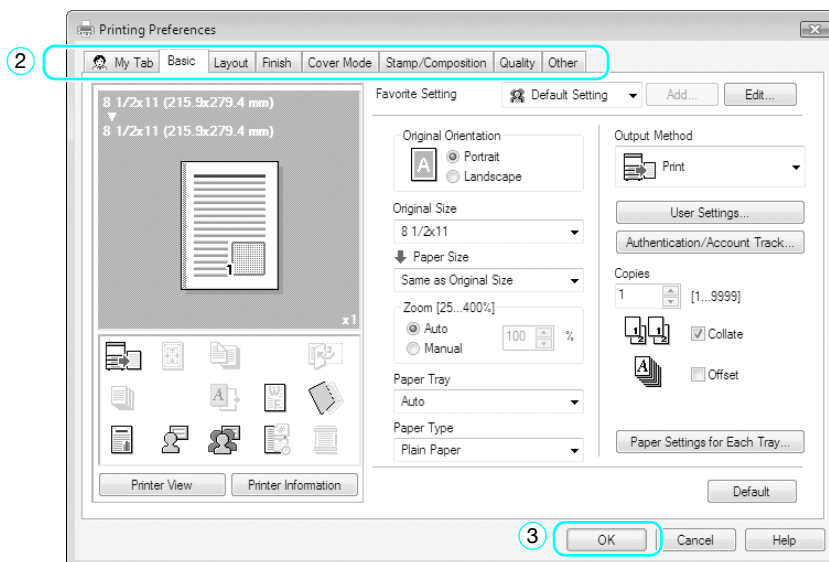 Printing Preferences
2
My Tab Basic Layout Finish Cover Mode Stamp/Composition Quality Other
8 1/2x11 (215.9x279.4 mm)
8 1/2x11 (215.9x279.4 mm)
1
x1
Favorite Setting Default Setting Add... Edit...
Original Orientation
A
Portrait
Landscape
Original Size
8 1/2x11
Paper Size
Same as Original Size
Zoom [25...400%]
Auto
Manual
100 %
Paper Tray
Auto
Paper Type
Plain Paper
Output Method
Print
User Settings...
Authentication/Account Track...
Copies
1 [1...9999]
1 2 1 2 Collate
A Offset
Paper Settings for Each Tray...
Printer View Printer Information
Default
3
OK Cancel Help